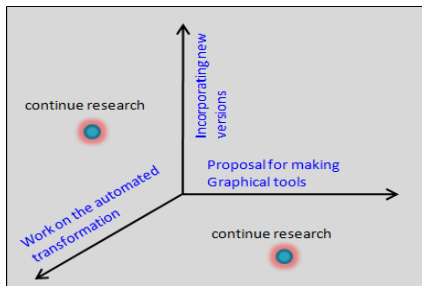 continue research
Incorporating new
versions
Proposal for making
Graphical tools
Work on the automated
transformation
continue research